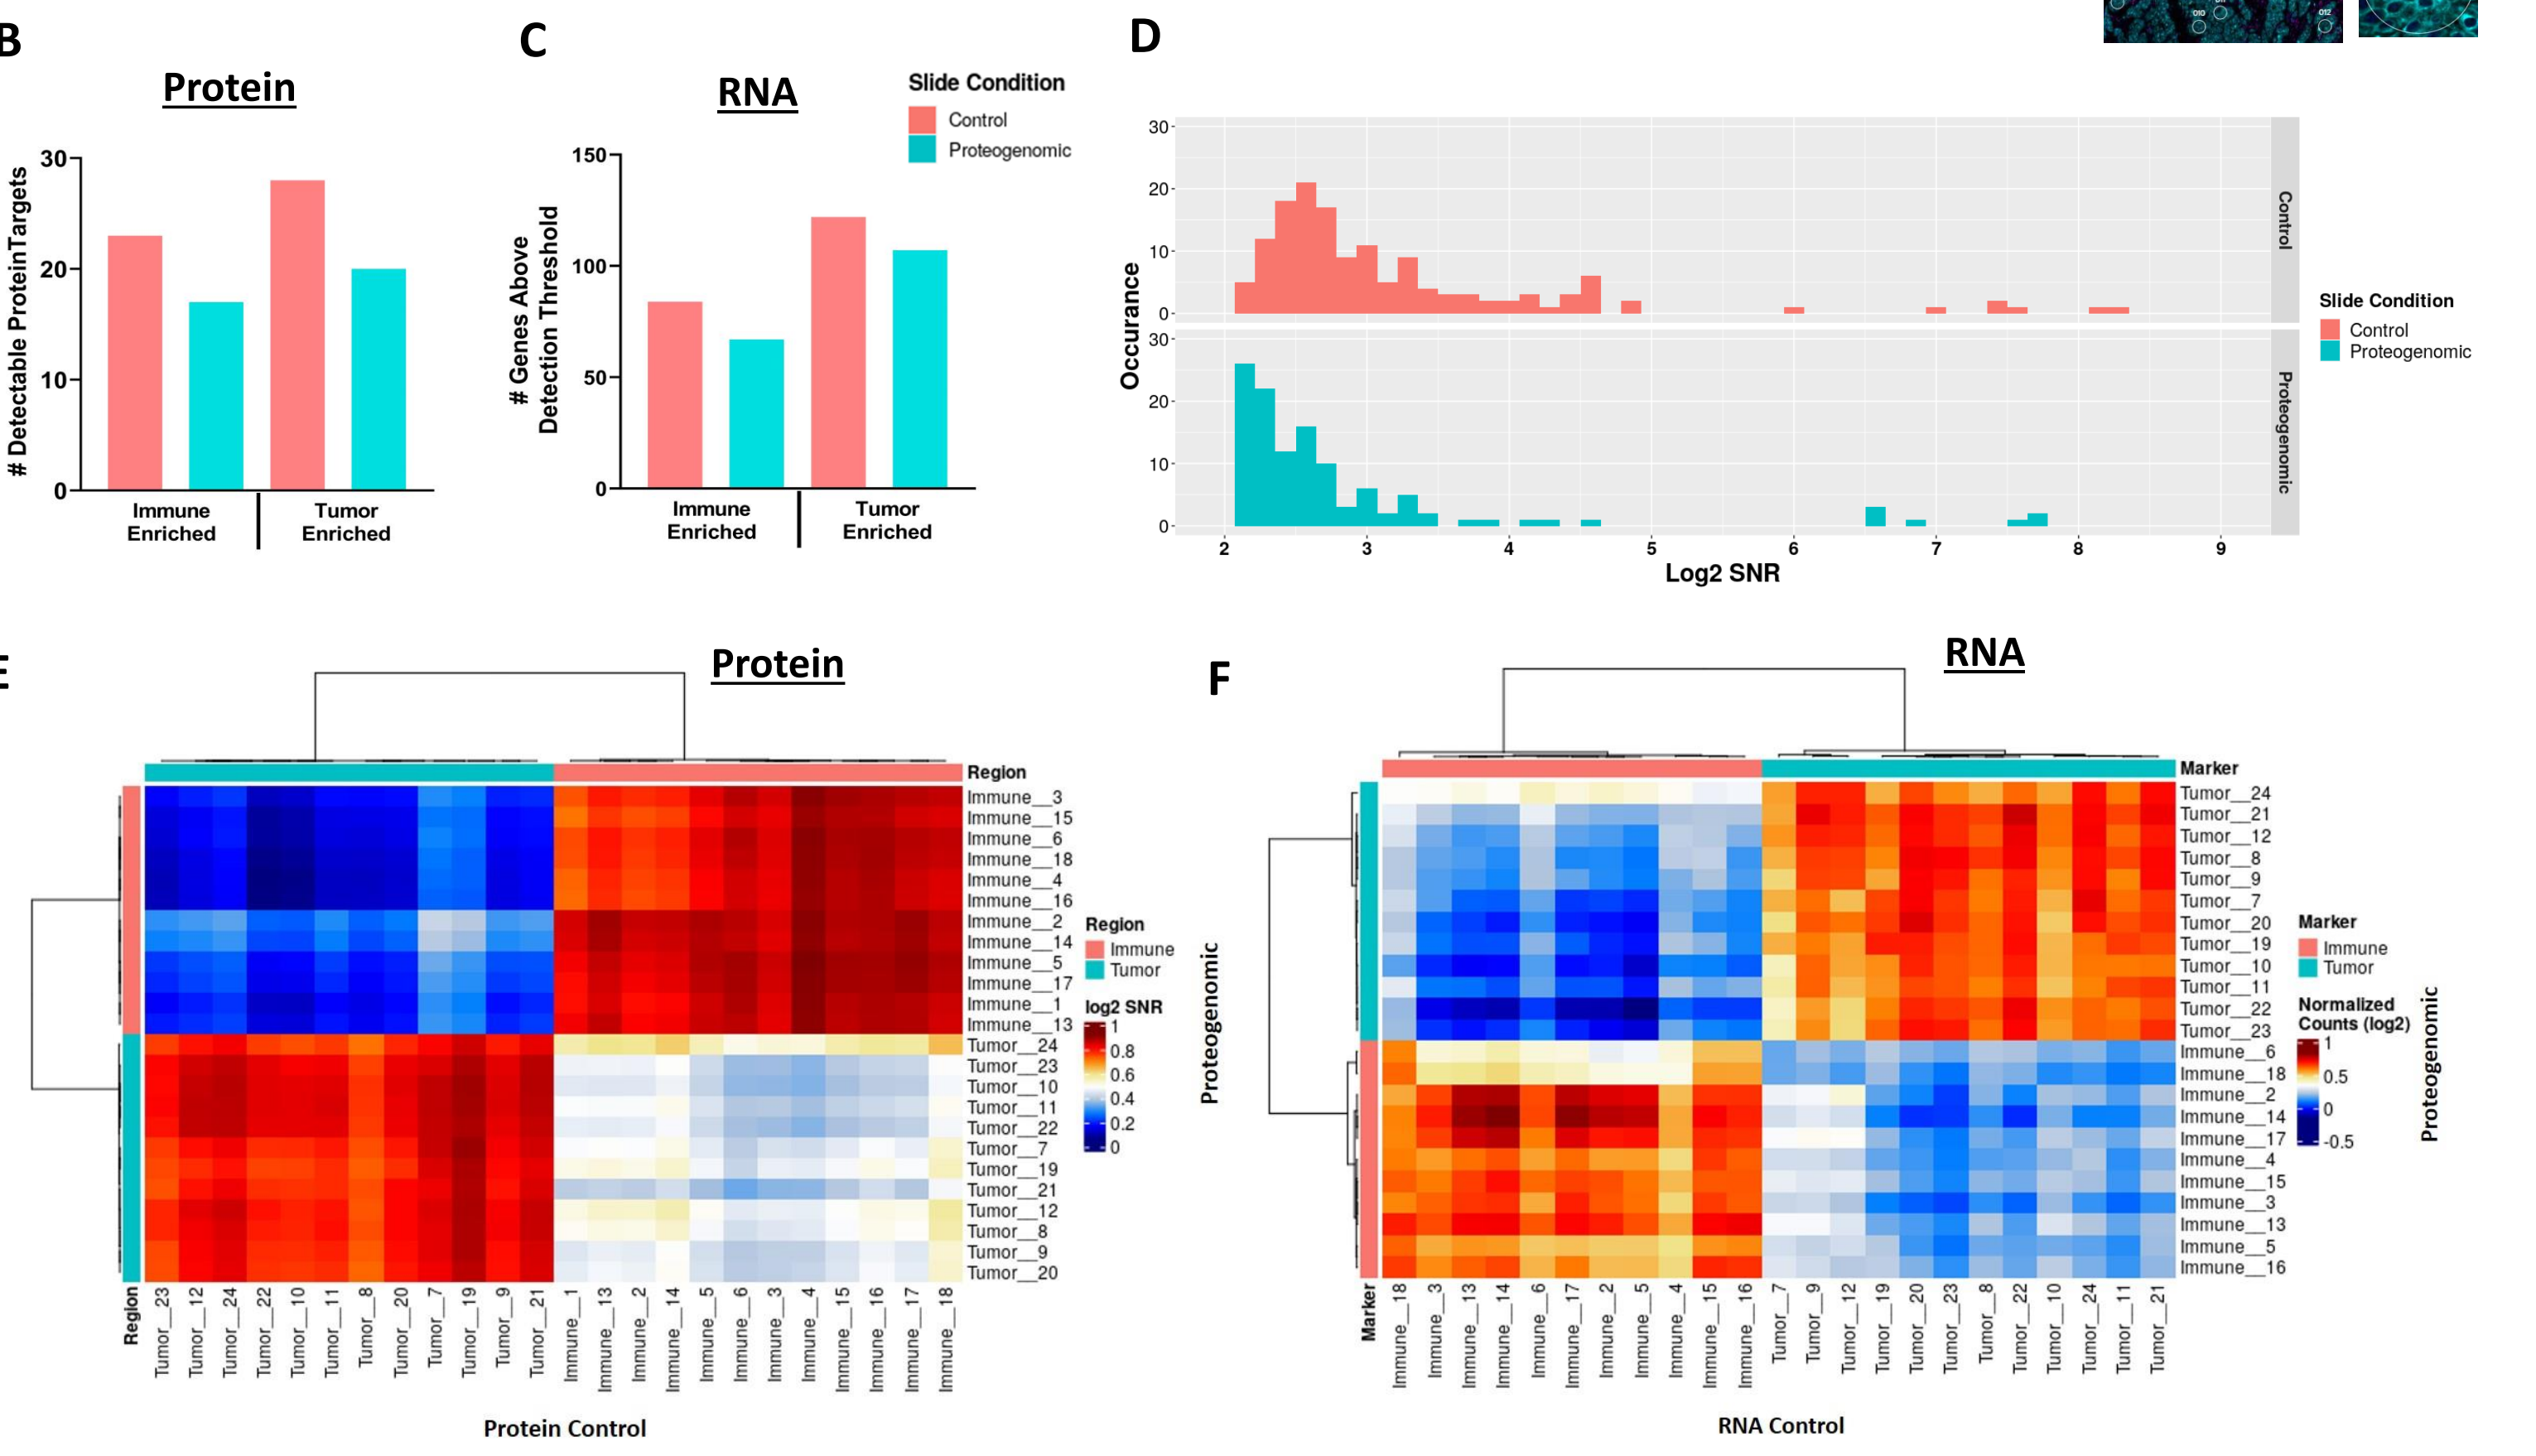 B
Protein
# Detectable ProteinTargets
30
20
10
0
Immune
Enriched
Tumor
Enriched
C
RNA
Slide Condition
Control
Proteogenomic
# Genes Above
Detection Threshold
150
100
50
0
Immune
Enriched
Tumor
Enriched
D
O10
O12
Occurance
30
20
10
0
Control
30
20
10
0
Proteogenomic
2 3 4 5 6 7 8 9
Log2 SNR
Slide Condition
Control
Proteogenomic
E
Protein
Region
Immune__3
Immune__15
Immune__6
Immune__18
Immune__4
Immune__16
Immune__2
Immune__14
Immune__5
Immune__17
Immune__1
Immune__13
Tumor__24
Tumor__23
Tumor__10
Tumor__11
Tumor__22
Tumor__7
Tumor__19
Tumor__21
Tumor__12
Tumor__8
Tumor__9
Tumor__20
Region
Immune
Tumor
log2 SNR
1
0.8
0.6
0.4
0.2
0
Proteogenomic
Region
Tumor__23
Tumor__12
Tumor__24
Tumor__22
Tumor__10
Tumor__11
Tumor__8
Tumor__20
Tumor__7
Tumor__19
Tumor__9
Tumor__21
Immune__1
Immune__13
Immune__2
Immune__14
Immune__5
Immune__6
Immune__3
Immune__4
Immune__15
Immune__16
Immune__17
Immune__18
Protein Control
F
RNA
Marker
Tumor__24
Tumor__21
Tumor__12
Tumor__8
Tumor__9
Tumor__7
Tumor__20
Tumor__19
Tumor__10
Tumor__11
Tumor__22
Tumor__23
Immune__6
Immune__18
Immune__2
Immune__14
Immune__17
Immune__4
Immune__15
Immune__3
Immune__13
Immune__5
Immune__16
Marker
Immune
Tumor
Normalized
Counts (log2)
1
0.5
0
-0.5
Proteogenomic
Marker
Immune__18
Immune__3
Immune__13
Immune__14
Immune__6
Immune__17
Immune__2
Immune__5
Immune__4
Immune__15
Immune__16
Tumor__7
Tumor__9
Tumor__12
Tumor__19
Tumor__20
Tumor__23
Tumor__8
Tumor__22
Tumor__10
Tumor__24
Tumor__11
Tumor__21
RNA Control